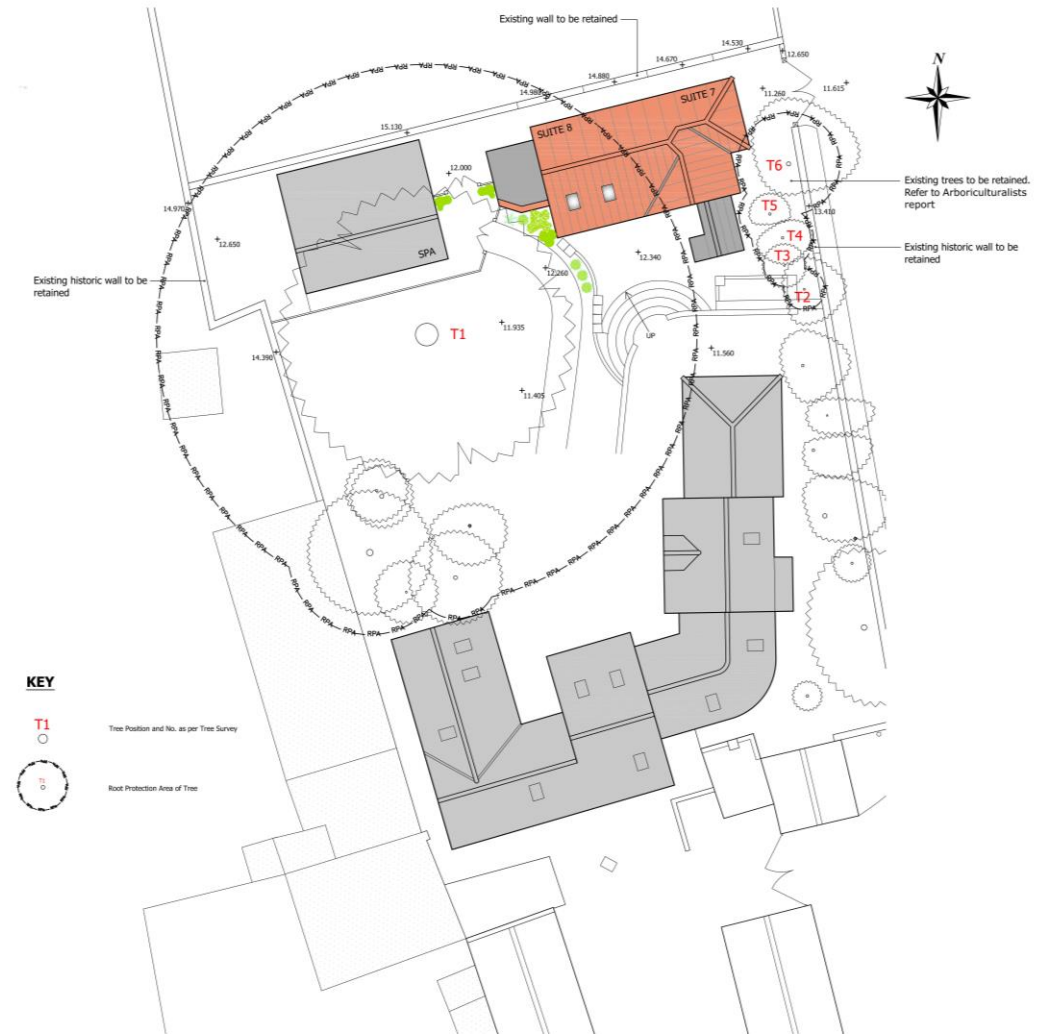 Existing wall to be retained
14.530
12.650
14.670
N
14.880
11.260
11.615
14.980
SUITE 7
15.130
SUITE 8
T6
12.000
Existing trees to be retained.
Refer to Arboriculturalists
report
T5
14.970
13.410
12.650
T4
Existing historic wall to be
retained
SPA
12.340
T3
12.260
Existing historic wall to be
retained
T2
11.935
T1
UP
11.560
14.390
11.405
RPA
KEY
T1
Tree Position and No. as per Tree Survey
Root Protection Area of Tree